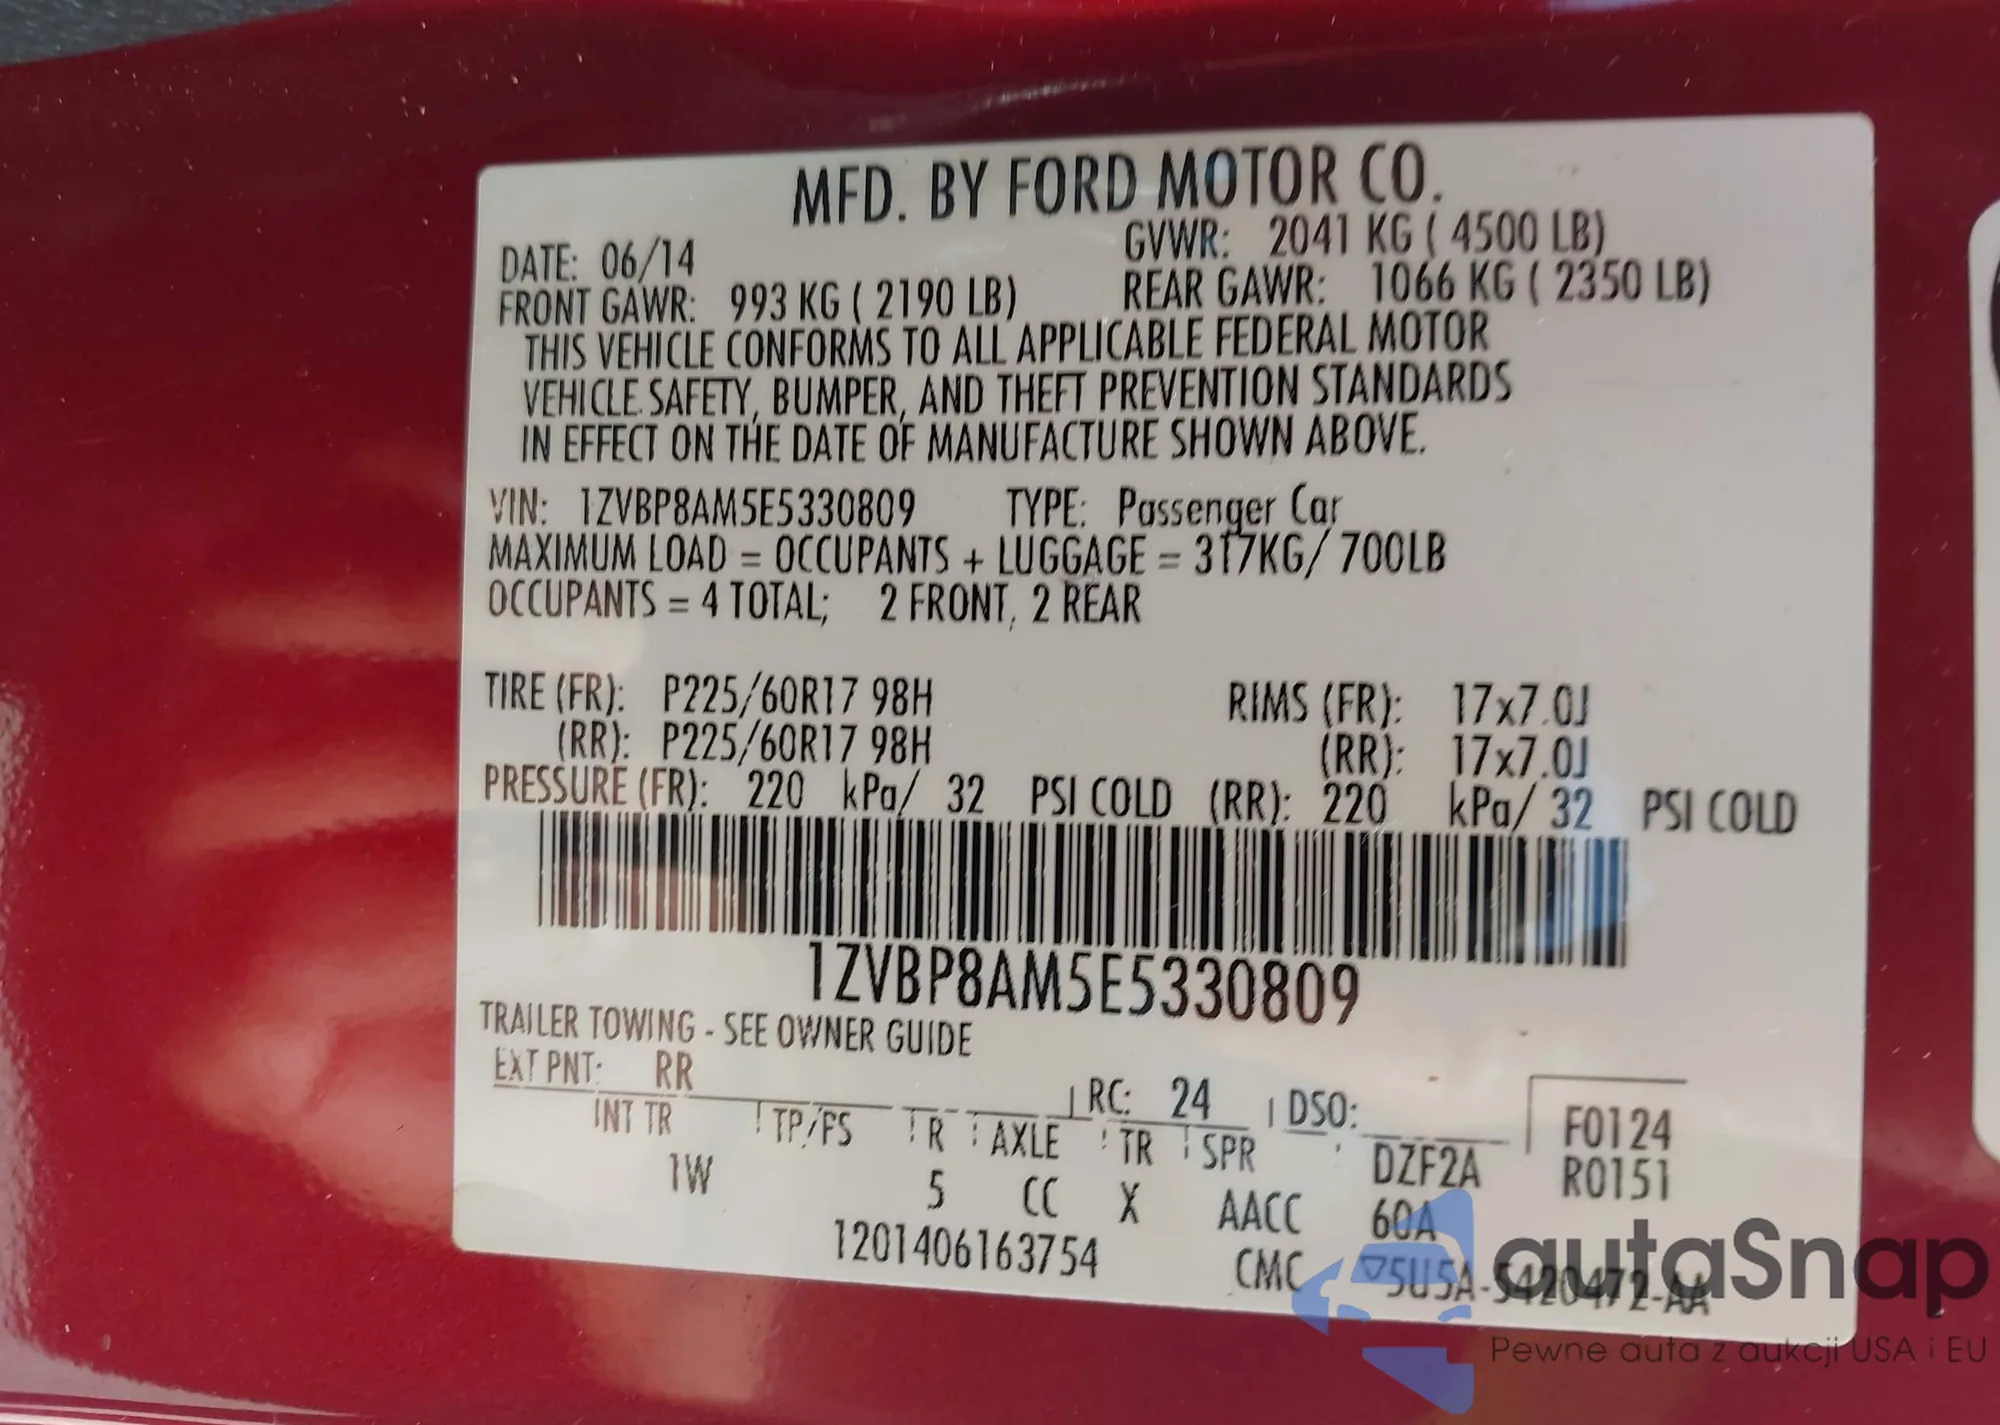 MFD. BY FORD MOTOR CO.
DATE: 06/14 GVWR: 2041 KG ( 4500 LB)
FRONT GAWR: 993 KG ( 2190 LB) REAR GAWR: 1066 KG ( 2350 LB)
THIS VEHICLE CONFORMS TO ALL APPLICABLE FEDERAL MOTOR
VEHICLE SAFETY, BUMPER, AND THEFT PREVENTION STANDARDS
IN EFFECT ON THE DATE OF MANUFACTURE SHOWN ABOVE.
VIN: 1ZVBP8AM5E5330809 TYPE: Passenger Car
MAXIMUM LOAD = OCCUPANTS + LUGGAGE = 317KG/ 700LB
OCCUPANTS = 4 TOTAL; 2 FRONT, 2 REAR
TIRE (FR): P225/60R17 98H RIMS (FR): 17x7.0J
(RR): P225/60R17 98H (RR): 17x7.0J
PRESSURE (FR): 220 kPa/ 32 PSI COLD (RR): 220 kPa/ 32 PSI COLD
1ZVBP8AM5E5330809
TRAILER TOWING - SEE OWNER GUIDE
EXT PNT: RR RC: 24 DSO: F0124
INT TR TP/PS R AXLE TR SPR DZF2A R0151
1W 5 CC X AACC 60A
1201406163754 CMC ▽5U5A-5420472-AA
autaSnap
Pewne auta z aukcji USA i EU